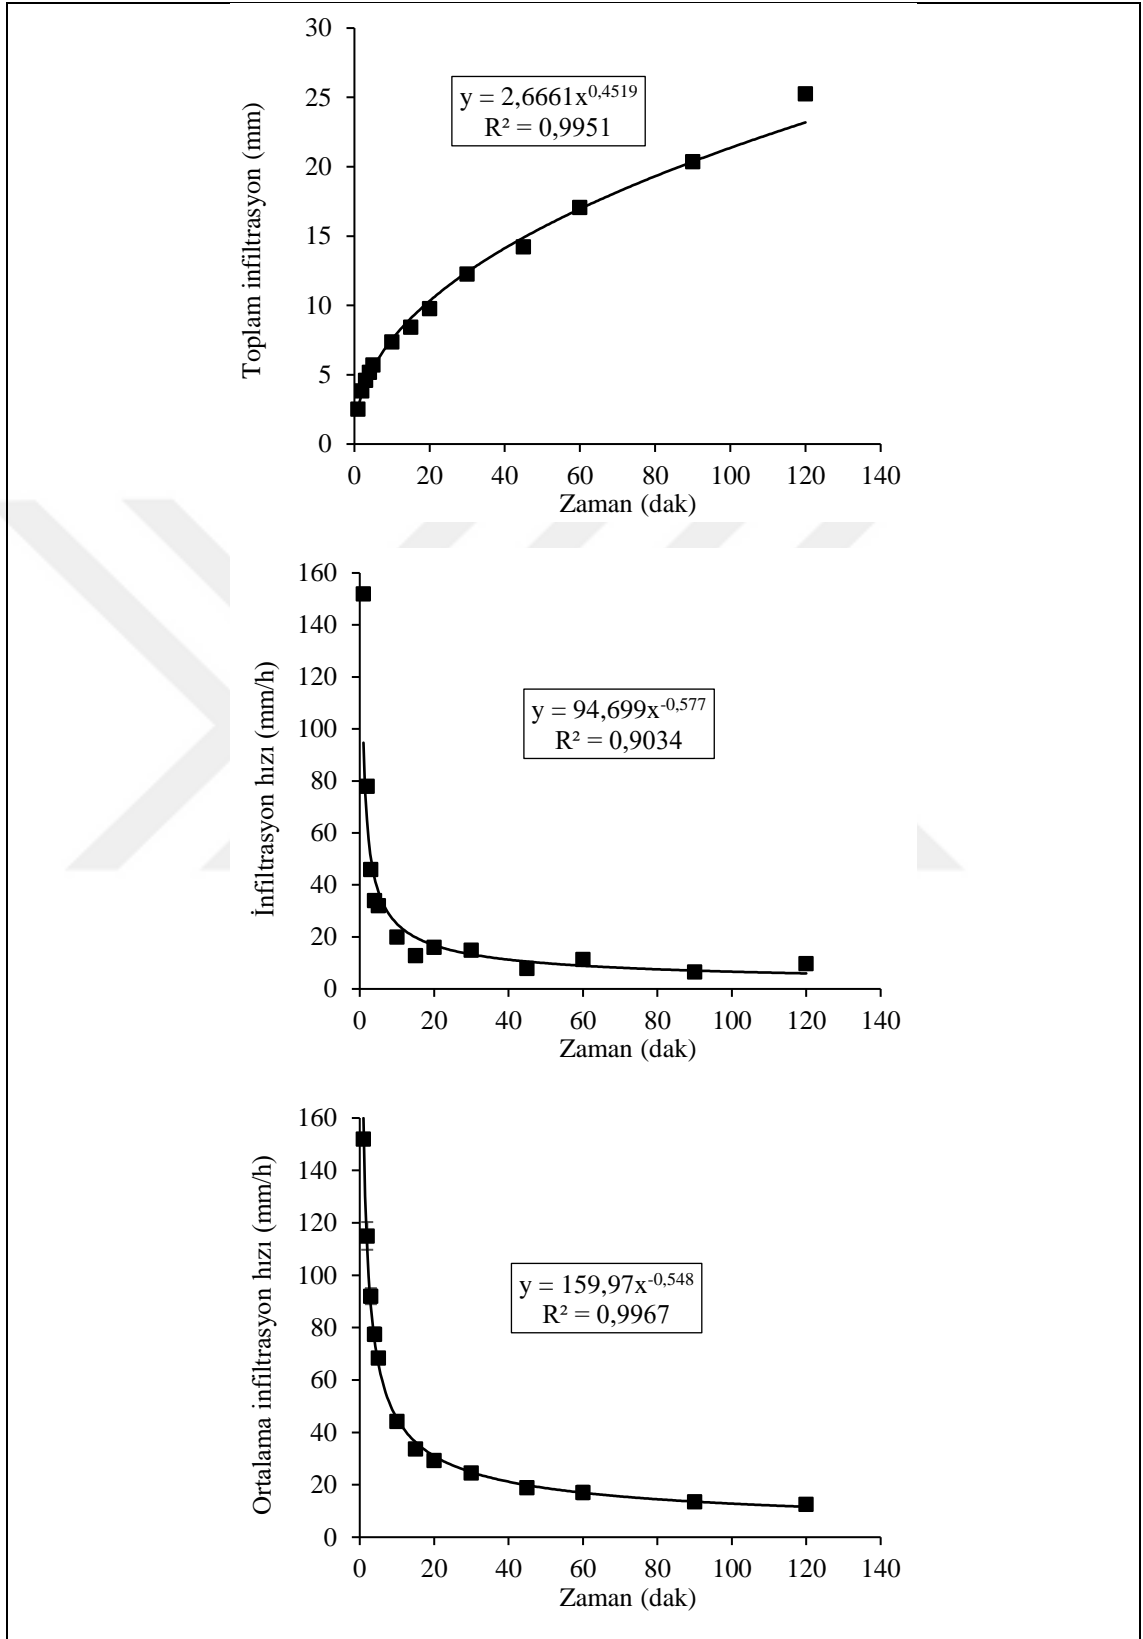 30
25
20
15
10
5
0
Toplam infiltrasyon (mm)
y = 2,6661x^0,4519
R² = 0,9951
0 20 40 60 80 100 120 140
Zaman (dak)
160
140
120
100
80
60
40
20
0
İnfiltrasyon hızı (mm/h)
y = 94,699x^-0,577
R² = 0,9034
0 20 40 60 80 100 120 140
Zaman (dak)
160
140
120
100
80
60
40
20
0
Ortalama infiltrasyon hızı (mm/h)
y = 159,97x^-0,548
R² = 0,9967
0 20 40 60 80 100 120 140
Zaman (dak)